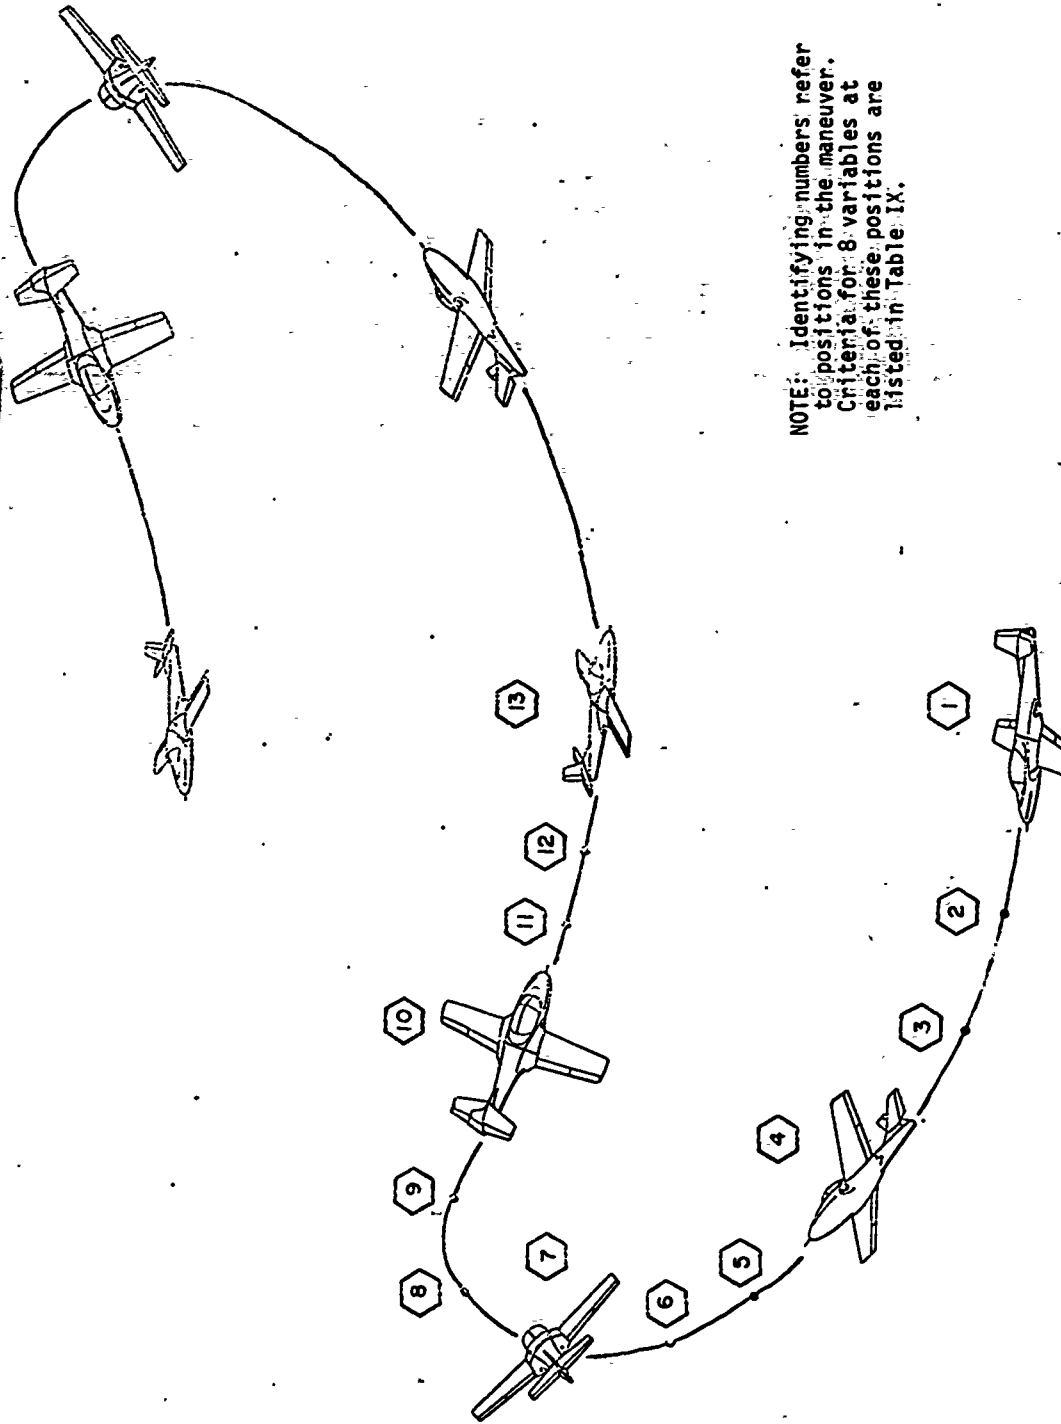 NOTE: Identifying numbers refer
to positions in the maneuver.
Criteria for 8 variables at
each of these positions are
listed in Table IX.
1
2
3
4
5
6
7
8
9
10
11
12
13